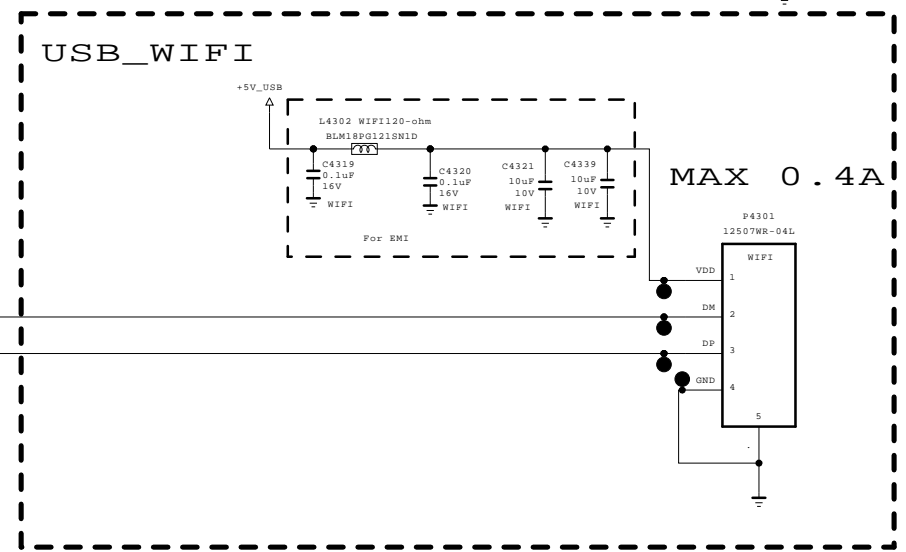 USB_WIFI
+5V_USB
L4302 WIFI120-ohm
BLM18PG121SN1D
C4319
0.1uF
16V
WIFI
C4320
0.1uF
16V
WIFI
C4321
10uF
10V
WIFI
C4339
10uF
10V
WIFI
For EMI
MAX 0.4A
P4301
12507WR-04L
WIFI
VDD
1
DM
2
DP
3
GND
4
5
.